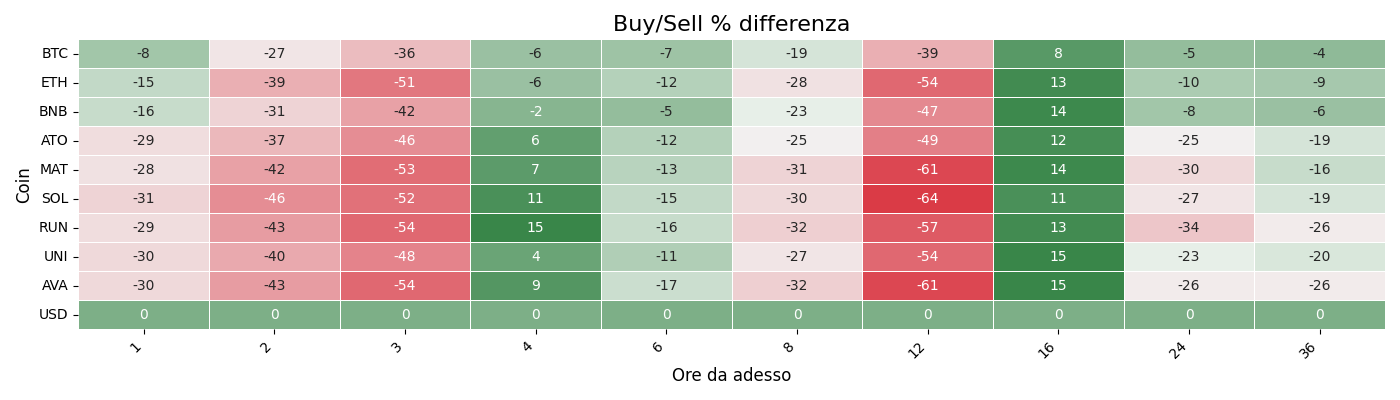 Buy/Sell % differenza
Coin
BTC -8 -27 -36 -6 -7 -19 -39 8 -5 -4
ETH -15 -39 -51 -6 -12 -28 -54 13 -10 -9
BNB -16 -31 -42 -2 -5 -23 -47 14 -8 -6
ATO -29 -37 -46 6 -12 -25 -49 12 -25 -19
MAT -28 -42 -53 7 -13 -31 -61 14 -30 -16
SOL -31 -46 -52 11 -15 -30 -64 11 -27 -19
RUN -29 -43 -54 15 -16 -32 -57 13 -34 -26
UNI -30 -40 -48 4 -11 -27 -54 15 -23 -20
AVA -30 -43 -54 9 -17 -32 -61 15 -26 -26
USD 0 0 0 0 0 0 0 0 0 0
1 2 3 4 6 8 12 16 24 36
Ore da adesso